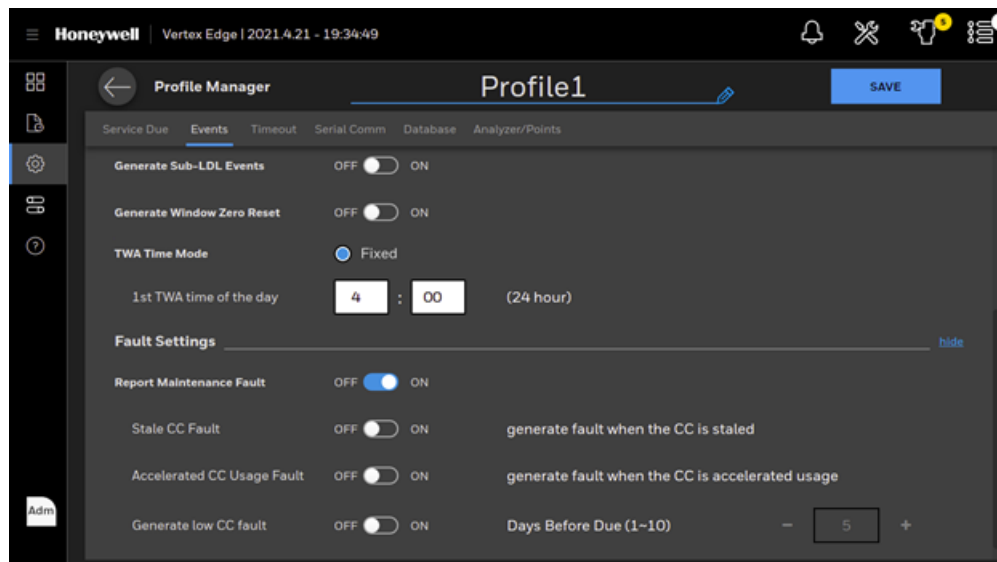 Honeywell Vertex Edge | 2021.4.21 - 19:34:49 5
Profile Manager Profile1 SAVE
Service Due Events Timeout Serial Comm Database Analyzer/Points
Generate Sub-LDL Events OFF ON
Generate Window Zero Reset OFF ON
TWA Time Mode Fixed
1st TWA time of the day 4 : 00 (24 hour)
Fault Settings hide
Report Maintenance Fault OFF ON
Stale CC Fault OFF ON generate fault when the CC is staled
Accelerated CC Usage Fault OFF ON generate fault when the CC is accelerated usage
Adm
Generate low CC fault OFF ON Days Before Due (1~10) - 5 +